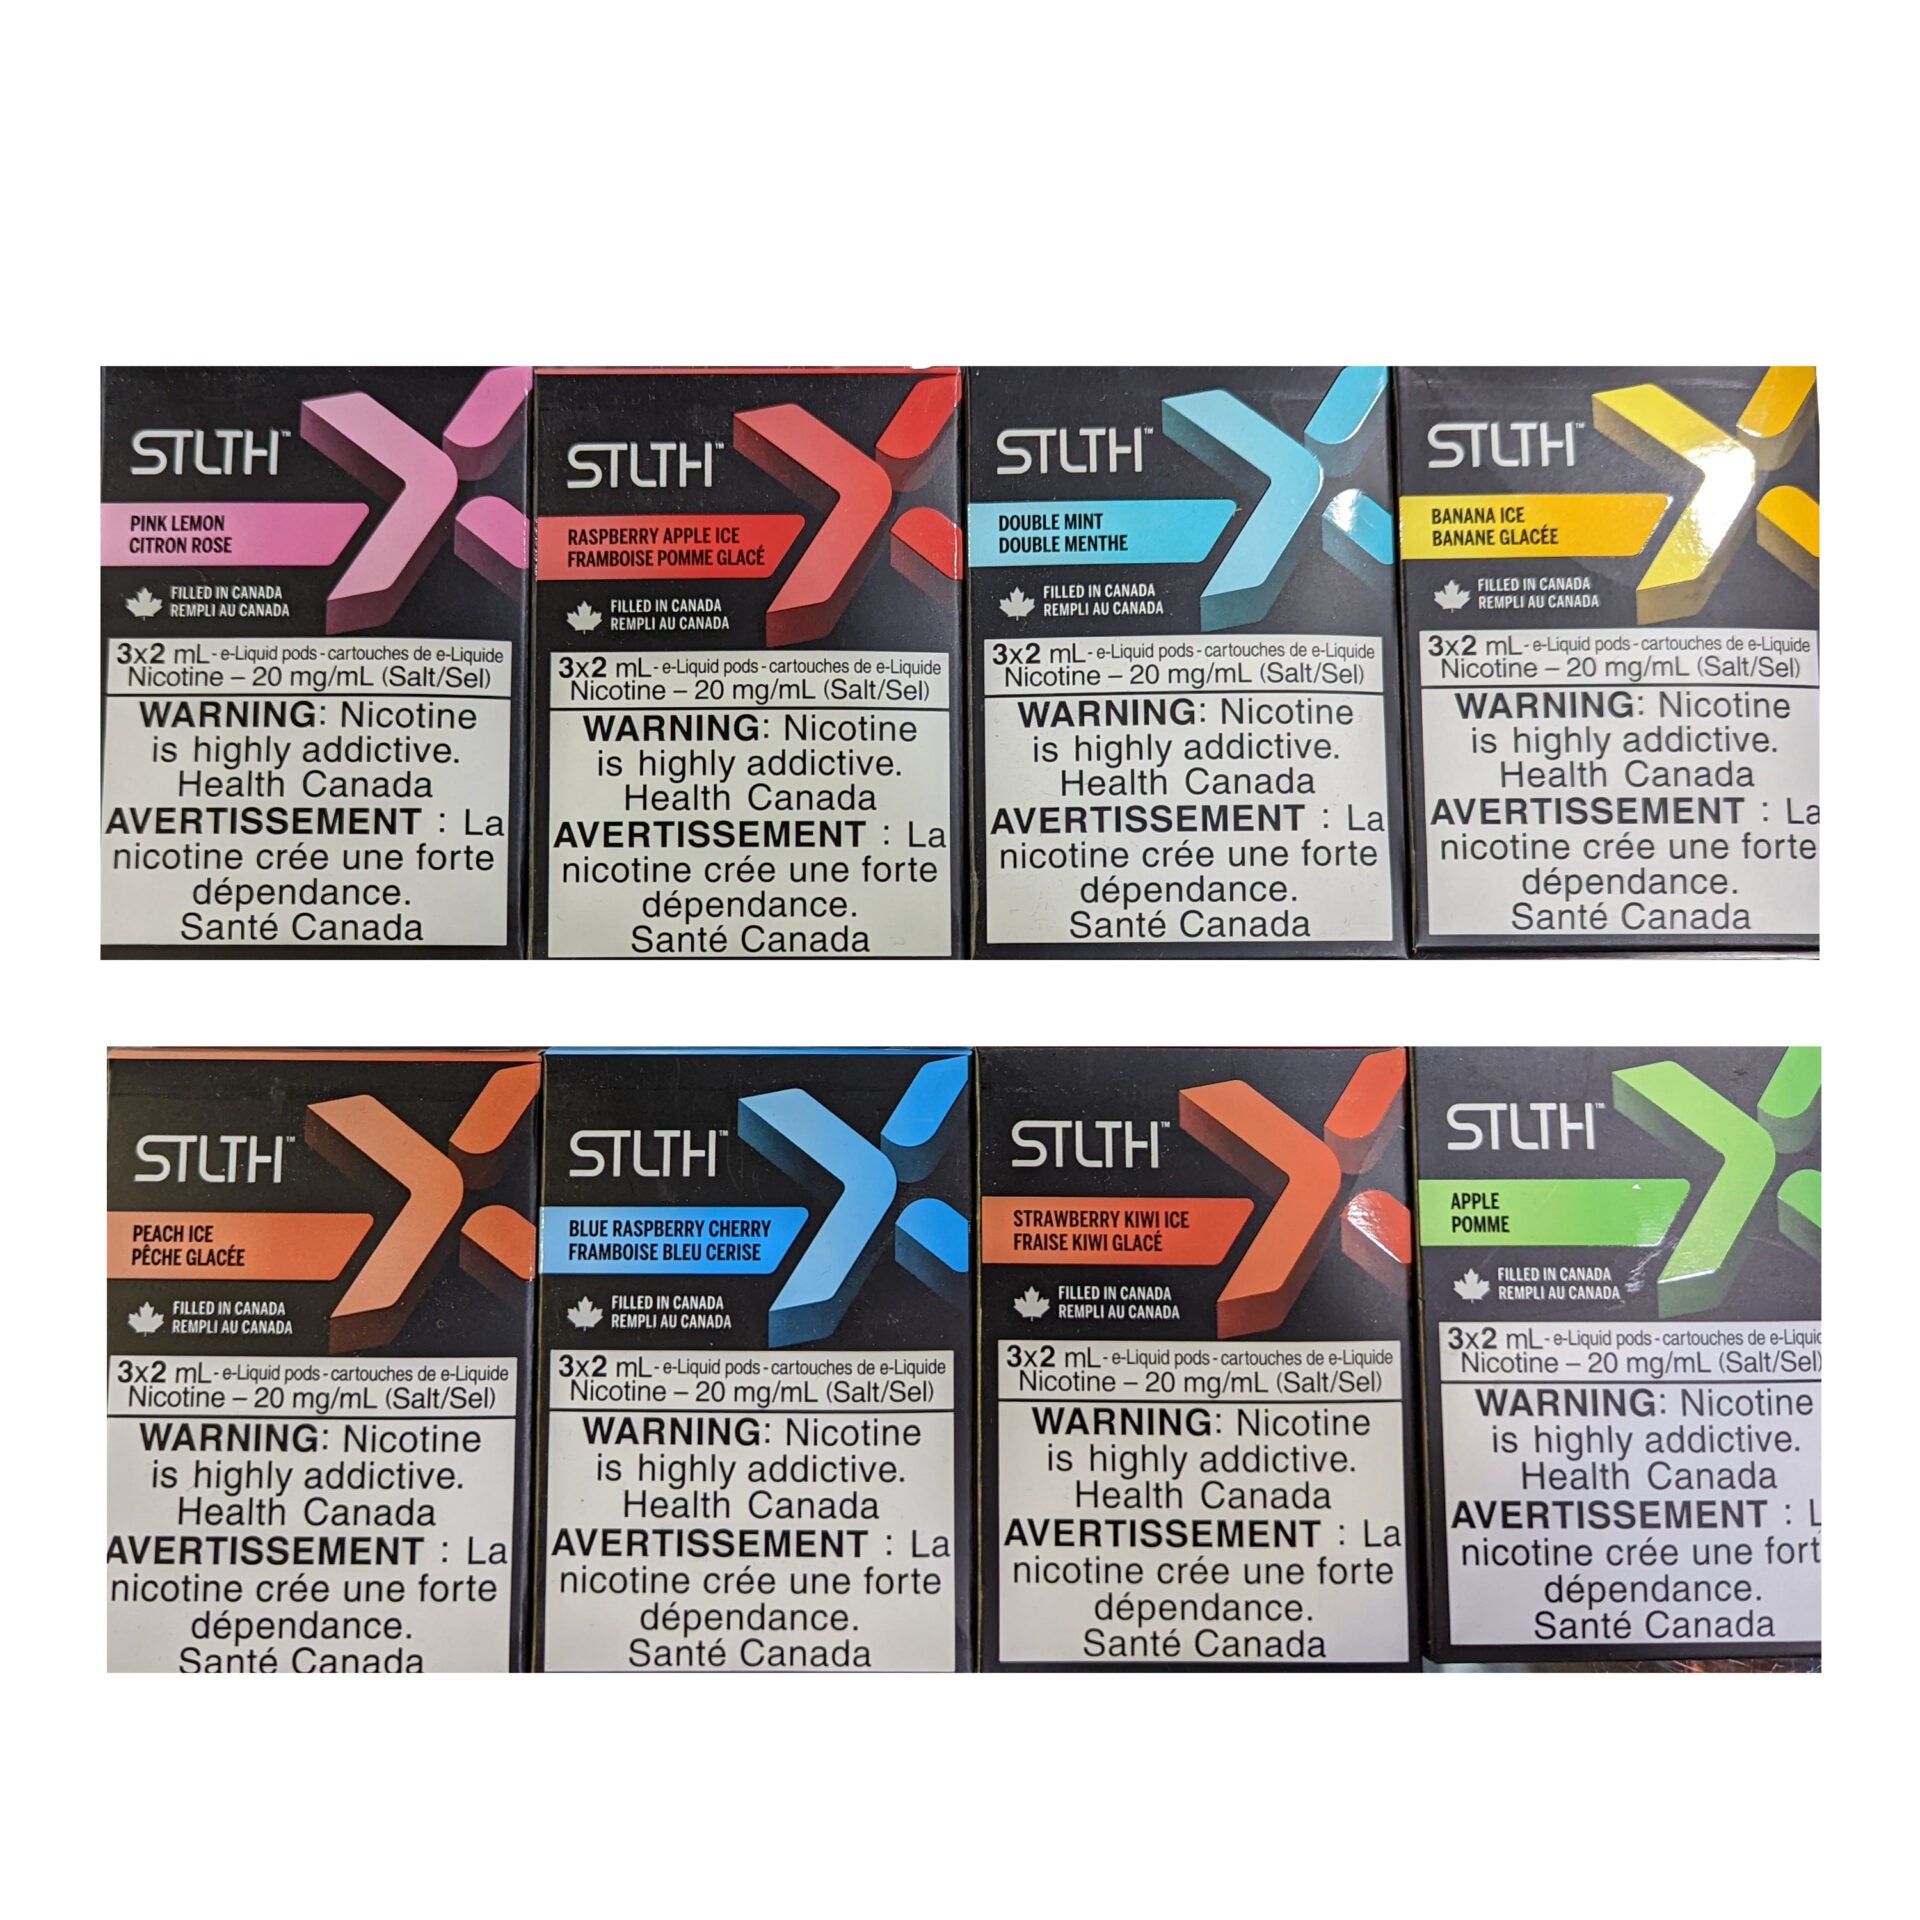 STLTH™
PINK LEMON
CITRON ROSE
FILLED IN CANADA
REMPLI AU CANADA
3x2 mL - e-Liquid pods - cartouches de e-Liquide
Nicotine – 20 mg/mL (Salt/Sel)
WARNING: Nicotine
is highly addictive.
Health Canada
AVERTISSEMENT : La
nicotine crée une forte
dépendance.
Santé Canada
STLTH™
RASPBERRY APPLE ICE
FRAMBOISE POMME GLACÉ
FILLED IN CANADA
REMPLI AU CANADA
3x2 mL - e-Liquid pods - cartouches de e-Liquide
Nicotine – 20 mg/mL (Salt/Sel)
WARNING: Nicotine
is highly addictive.
Health Canada
AVERTISSEMENT : La
nicotine crée une forte
dépendance.
Santé Canada
STLTH™
DOUBLE MINT
DOUBLE MENTHE
FILLED IN CANADA
REMPLI AU CANADA
3x2 mL - e-Liquid pods - cartouches de e-Liquide
Nicotine – 20 mg/mL (Salt/Sel)
WARNING: Nicotine
is highly addictive.
Health Canada
AVERTISSEMENT : La
nicotine crée une forte
dépendance.
Santé Canada
STLTH™
BANANA ICE
BANANE GLACÉE
FILLED IN CANADA
REMPLI AU CANADA
3x2 mL - e-Liquid pods - cartouches de e-Liquide
Nicotine – 20 mg/mL (Salt/Sel)
WARNING: Nicotine
is highly addictive.
Health Canada
AVERTISSEMENT : La
nicotine crée une forte
dépendance.
Santé Canada
STLTH™
PEACH ICE
PÊCHE GLACÉE
FILLED IN CANADA
REMPLI AU CANADA
3x2 mL - e-Liquid pods - cartouches de e-Liquide
Nicotine – 20 mg/mL (Salt/Sel)
WARNING: Nicotine
is highly addictive.
Health Canada
AVERTISSEMENT : La
nicotine crée une forte
dépendance.
Santé Canada
STLTH™
BLUE RASPBERRY CHERRY
FRAMBOISE BLEU CERISE
FILLED IN CANADA
REMPLI AU CANADA
3x2 mL - e-Liquid pods - cartouches de e-Liquide
Nicotine – 20 mg/mL (Salt/Sel)
WARNING: Nicotine
is highly addictive.
Health Canada
AVERTISSEMENT : La
nicotine crée une forte
dépendance.
Santé Canada
STLTH™
STRAWBERRY KIWI ICE
FRAISE KIWI GLACÉ
FILLED IN CANADA
REMPLI AU CANADA
3x2 mL - e-Liquid pods - cartouches de e-Liquide
Nicotine – 20 mg/mL (Salt/Sel)
WARNING: Nicotine
is highly addictive.
Health Canada
AVERTISSEMENT : La
nicotine crée une forte
dépendance.
Santé Canada
STLTH™
APPLE
POMME
FILLED IN CANADA
REMPLI AU CANADA
3x2 mL - e-Liquid pods - cartouches de e-Liquid
Nicotine – 20 mg/mL (Salt/Sel)
WARNING: Nicotine
is highly addictive.
Health Canada
AVERTISSEMENT : L
nicotine crée une fort
dépendance.
Santé Canada